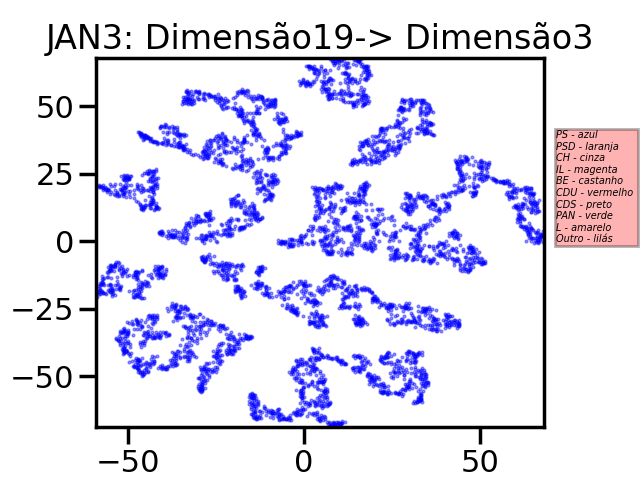 JAN3: Dimensão19-> Dimensão3
50
25
0
−25
−50
−50
0
50
PS - azul
PSD - laranja
CH - cinza
IL - magenta
BE - castanho
CDU - vermelho
CDS - preto
PAN - verde
L - amarelo
Outro - lilás